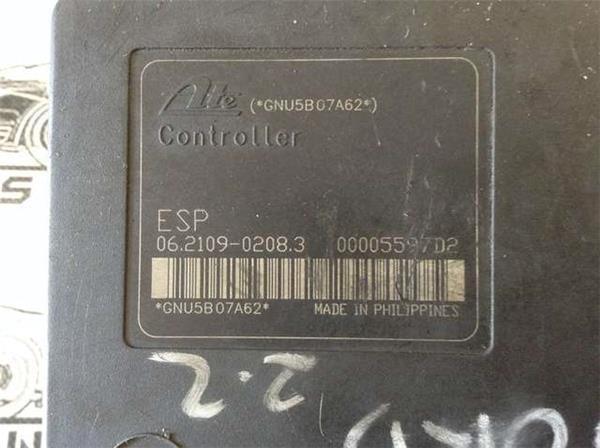 Ate (*GNU5B07A62*)
Controller
ESP
06.2109-0208.3 00005597D2
*GNU5B07A62* MADE IN PHILIPPINES
2.2